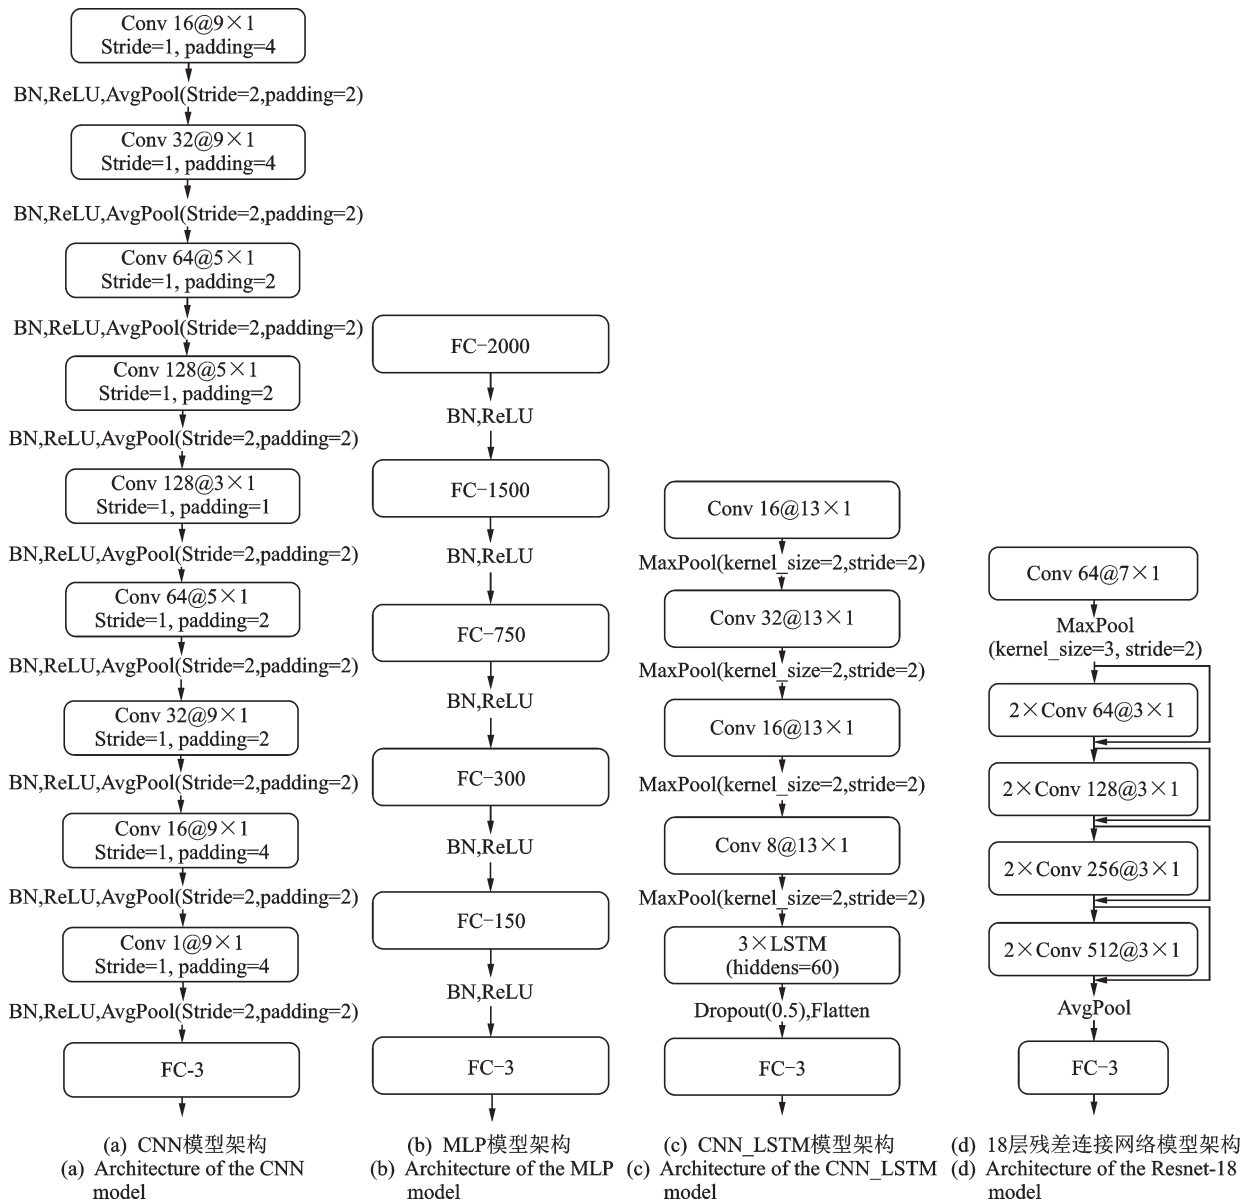 Conv 16@9×1
Stride=1, padding=4
BN,ReLU,AvgPool(Stride=2,padding=2)
Conv 32@9×1
Stride=1, padding=4
BN,ReLU,AvgPool(Stride=2,padding=2)
Conv 64@5×1
Stride=1, padding=2
BN,ReLU,AvgPool(Stride=2,padding=2)
Conv 128@5×1
Stride=1, padding=2
BN,ReLU,AvgPool(Stride=2,padding=2)
Conv 128@3×1
Stride=1, padding=1
BN,ReLU,AvgPool(Stride=2,padding=2)
Conv 64@5×1
Stride=1, padding=2
BN,ReLU,AvgPool(Stride=2,padding=2)
Conv 32@9×1
Stride=1, padding=2
BN,ReLU,AvgPool(Stride=2,padding=2)
Conv 16@9×1
Stride=1, padding=4
BN,ReLU,AvgPool(Stride=2,padding=2)
Conv 1@9×1
Stride=1, padding=4
BN,ReLU,AvgPool(Stride=2,padding=2)
FC-3
(a) CNN模型架构
(a) Architecture of the CNN
model
FC-2000
BN,ReLU
FC-1500
BN,ReLU
FC-750
BN,ReLU
FC-300
BN,ReLU
FC-150
BN,ReLU
FC-3
(b) MLP模型架构
(b) Architecture of the MLP
model
Conv 16@13×1
MaxPool(kernel_size=2,stride=2)
Conv 32@13×1
MaxPool(kernel_size=2,stride=2)
Conv 16@13×1
MaxPool(kernel_size=2,stride=2)
Conv 8@13×1
MaxPool(kernel_size=2,stride=2)
3×LSTM
(hiddens=60)
Dropout(0.5),Flatten
FC-3
(c) CNN_LSTM模型架构
(c) Architecture of the CNN_LSTM
model
Conv 64@7×1
MaxPool
(kernel_size=3, stride=2)
2×Conv 64@3×1
2×Conv 128@3×1
2×Conv 256@3×1
2×Conv 512@3×1
AvgPool
FC-3
(d) 18层残差连接网络模型架构
(d) Architecture of the Resnet-18
model